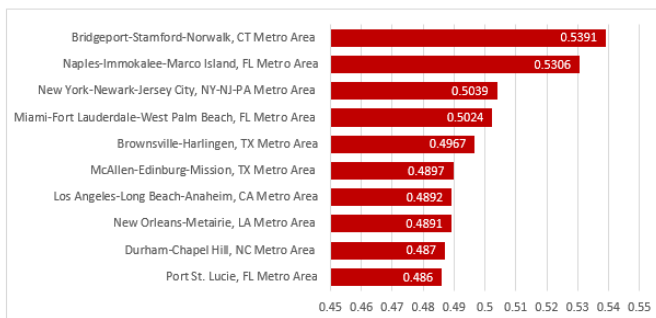 Bridgeport-Stamford-Norwalk, CT Metro Area 0.5391
Naples-Immokalee-Marco Island, FL Metro Area 0.5306
New York-Newark-Jersey City, NY-NJ-PA Metro Area 0.5039
Miami-Fort Lauderdale-West Palm Beach, FL Metro Area 0.5024
Brownsville-Harlingen, TX Metro Area 0.4967
McAllen-Edinburg-Mission, TX Metro Area 0.4897
Los Angeles-Long Beach-Anaheim, CA Metro Area 0.4892
New Orleans-Metairie, LA Metro Area 0.4891
Durham-Chapel Hill, NC Metro Area 0.487
Port St. Lucie, FL Metro Area 0.486
0.45 0.46 0.47 0.48 0.49 0.5 0.51 0.52 0.53 0.54 0.55